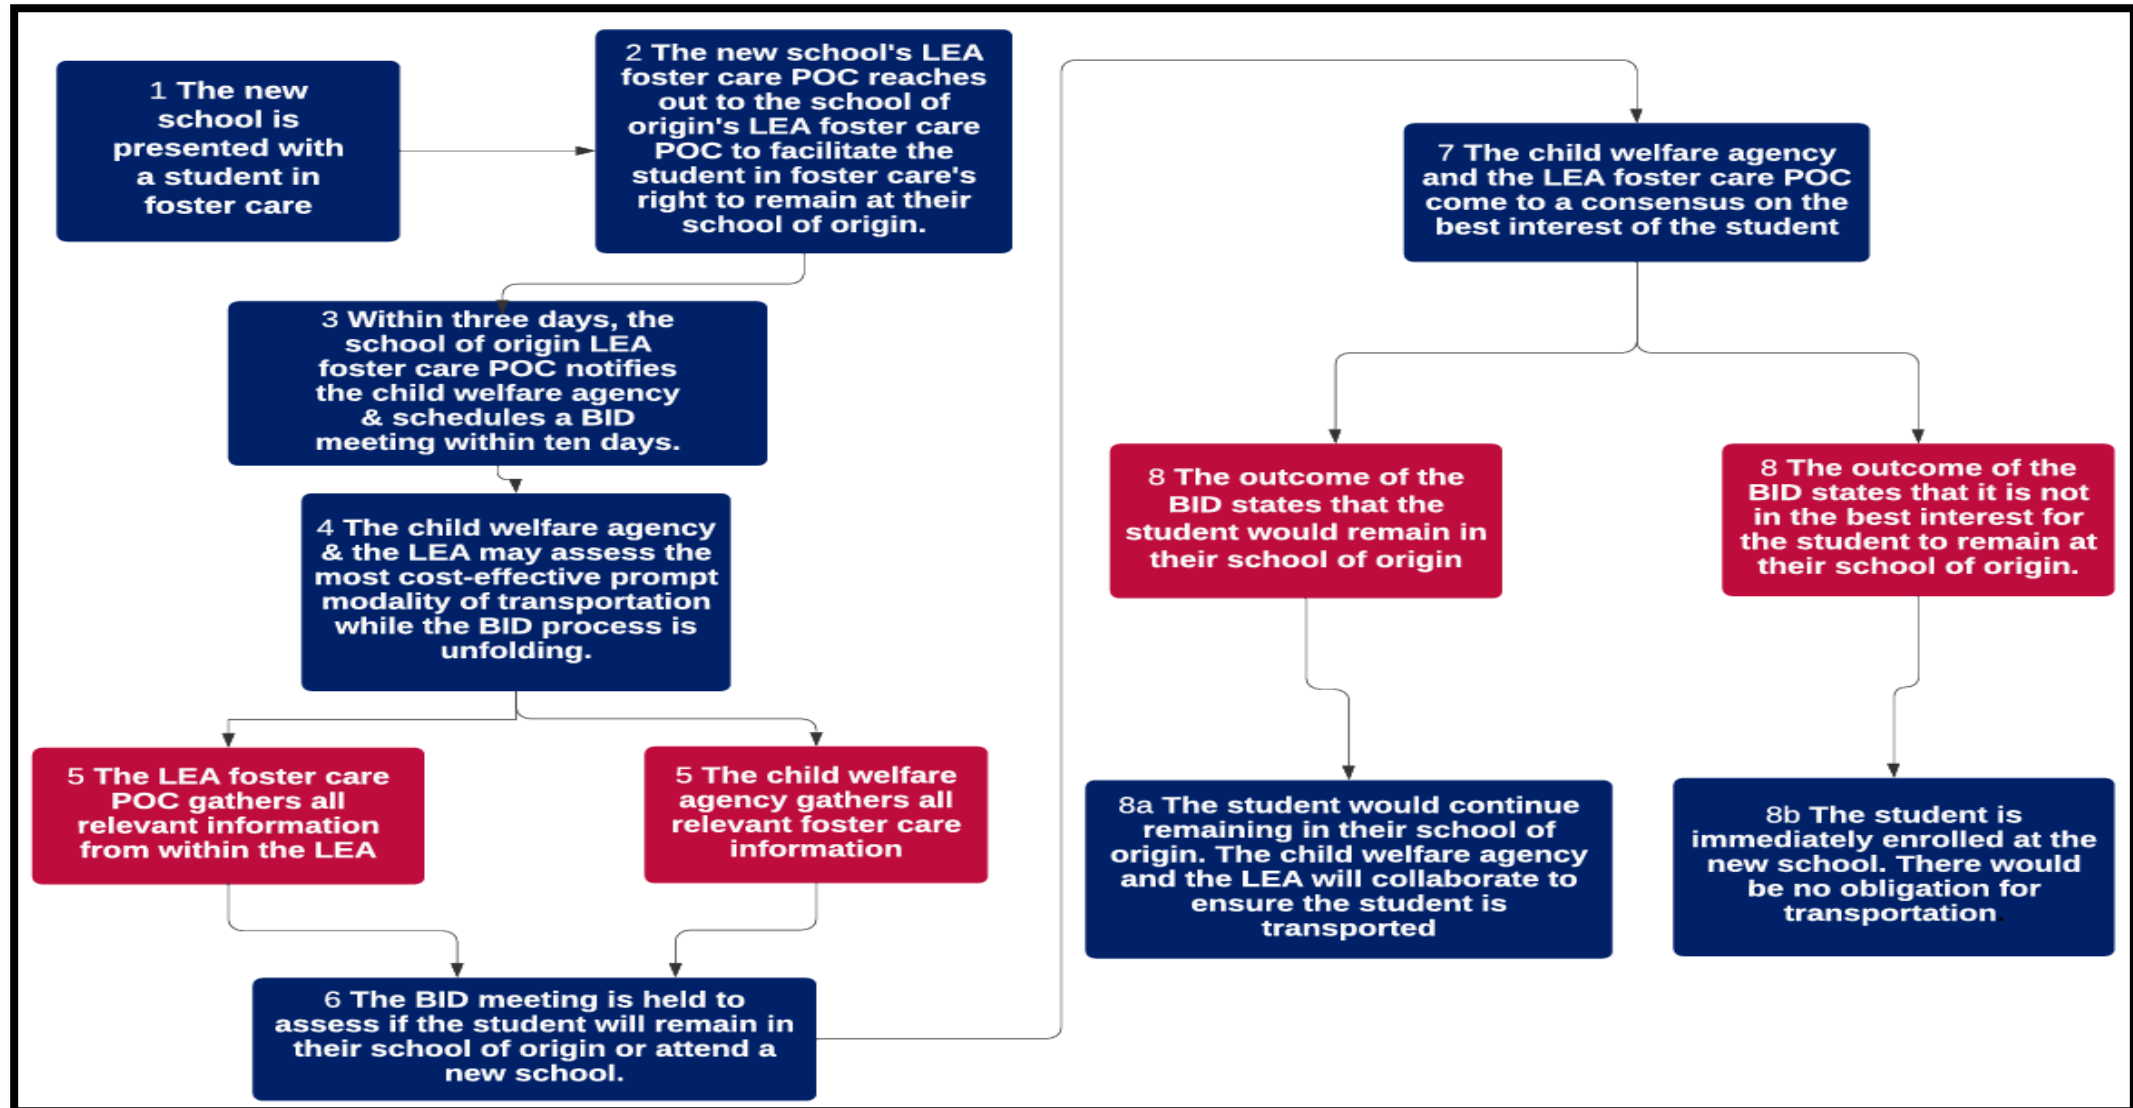 1 The new
school is
presented with
a student in
foster care
2 The new school's LEA
foster care POC reaches
out to the school of
origin's LEA foster care
POC to facilitate the
student in foster care's
right to remain at their
school of origin.
3 Within three days, the
school of origin LEA
foster care POC notifies
the child welfare agency
& schedules a BID
meeting within ten days.
4 The child welfare agency
& the LEA may assess the
most cost-effective prompt
modality of transportation
while the BID process is
unfolding.
5 The LEA foster care
POC gathers all
relevant information
from within the LEA
5 The child welfare
agency gathers all
relevant foster care
information
6 The BID meeting is held to
assess if the student will remain in
their school of origin or attend a
new school.
7 The child welfare agency
and the LEA foster care POC
come to a consensus on the
best interest of the student
8 The outcome of the
BID states that the
student would remain in
their school of origin
8 The outcome of the
BID states that it is not
in the best interest for
the student to remain at
their school of origin.
8a The student would continue
remaining in their school of
origin. The child welfare agency
and the LEA will collaborate to
ensure the student is
transported
8b The student is
immediately enrolled at the
new school. There would
be no obligation for
transportation.